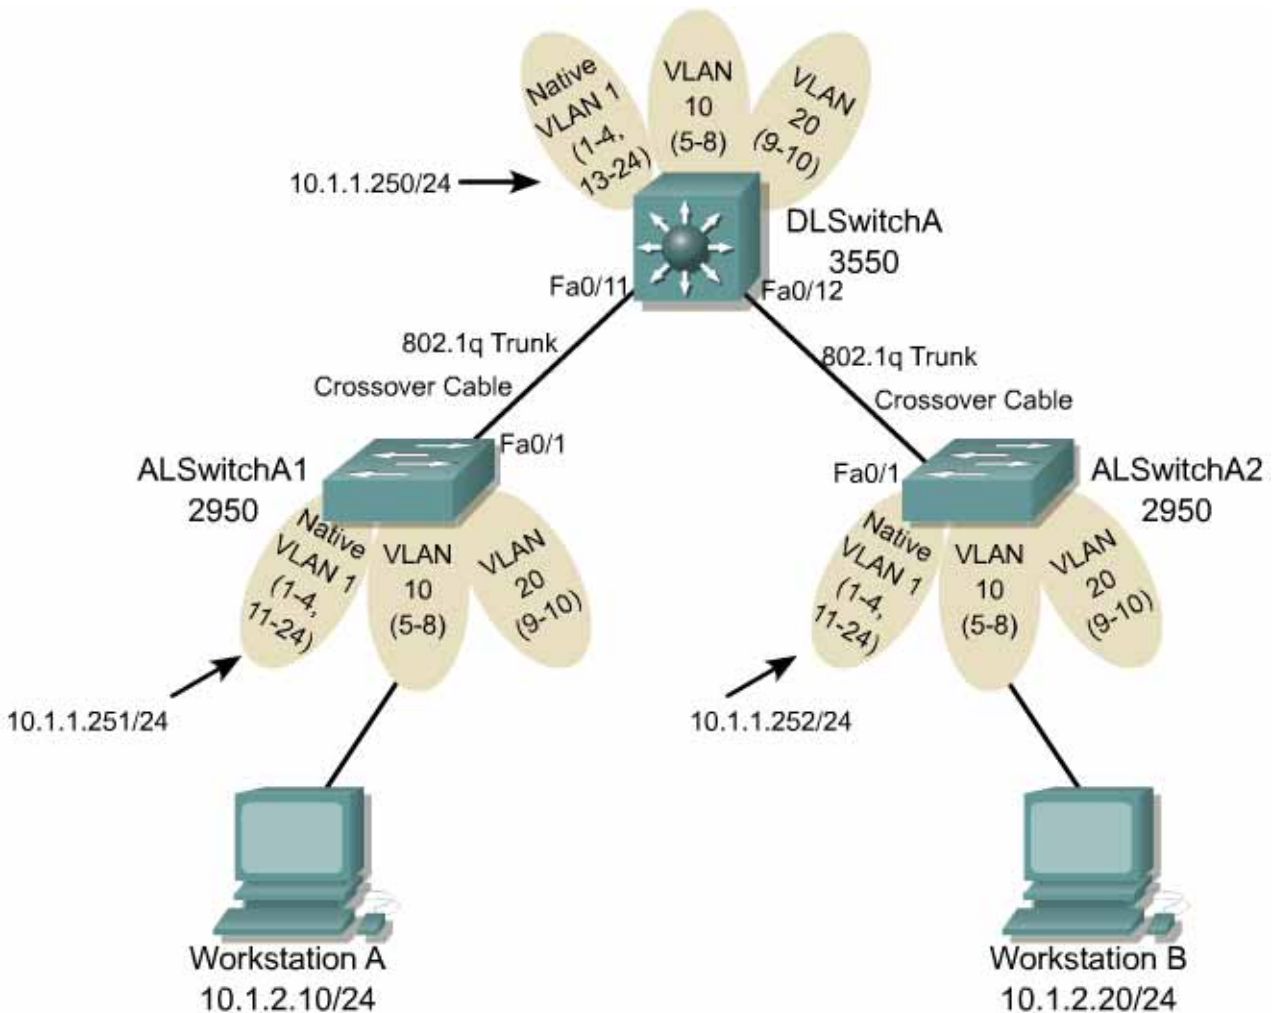 Native
VLAN 1
(1-4,
13-24)
VLAN
10
(5-8)
VLAN
20
(9-10)
10.1.1.250/24
DLSwitchA
3550
Fa0/11
Fa0/12
802.1q Trunk
Crossover Cable
802.1q Trunk
Crossover Cable
Fa0/1
ALSwitchA1
2950
Native
VLAN 1
(1-4,
11-24)
VLAN
10
(5-8)
VLAN
20
(9-10)
10.1.1.251/24
Fa0/1
ALSwitchA2
2950
Native
VLAN 1
(1-4,
11-24)
VLAN
10
(5-8)
VLAN
20
(9-10)
10.1.1.252/24
Workstation A
10.1.2.10/24
Workstation B
10.1.2.20/24